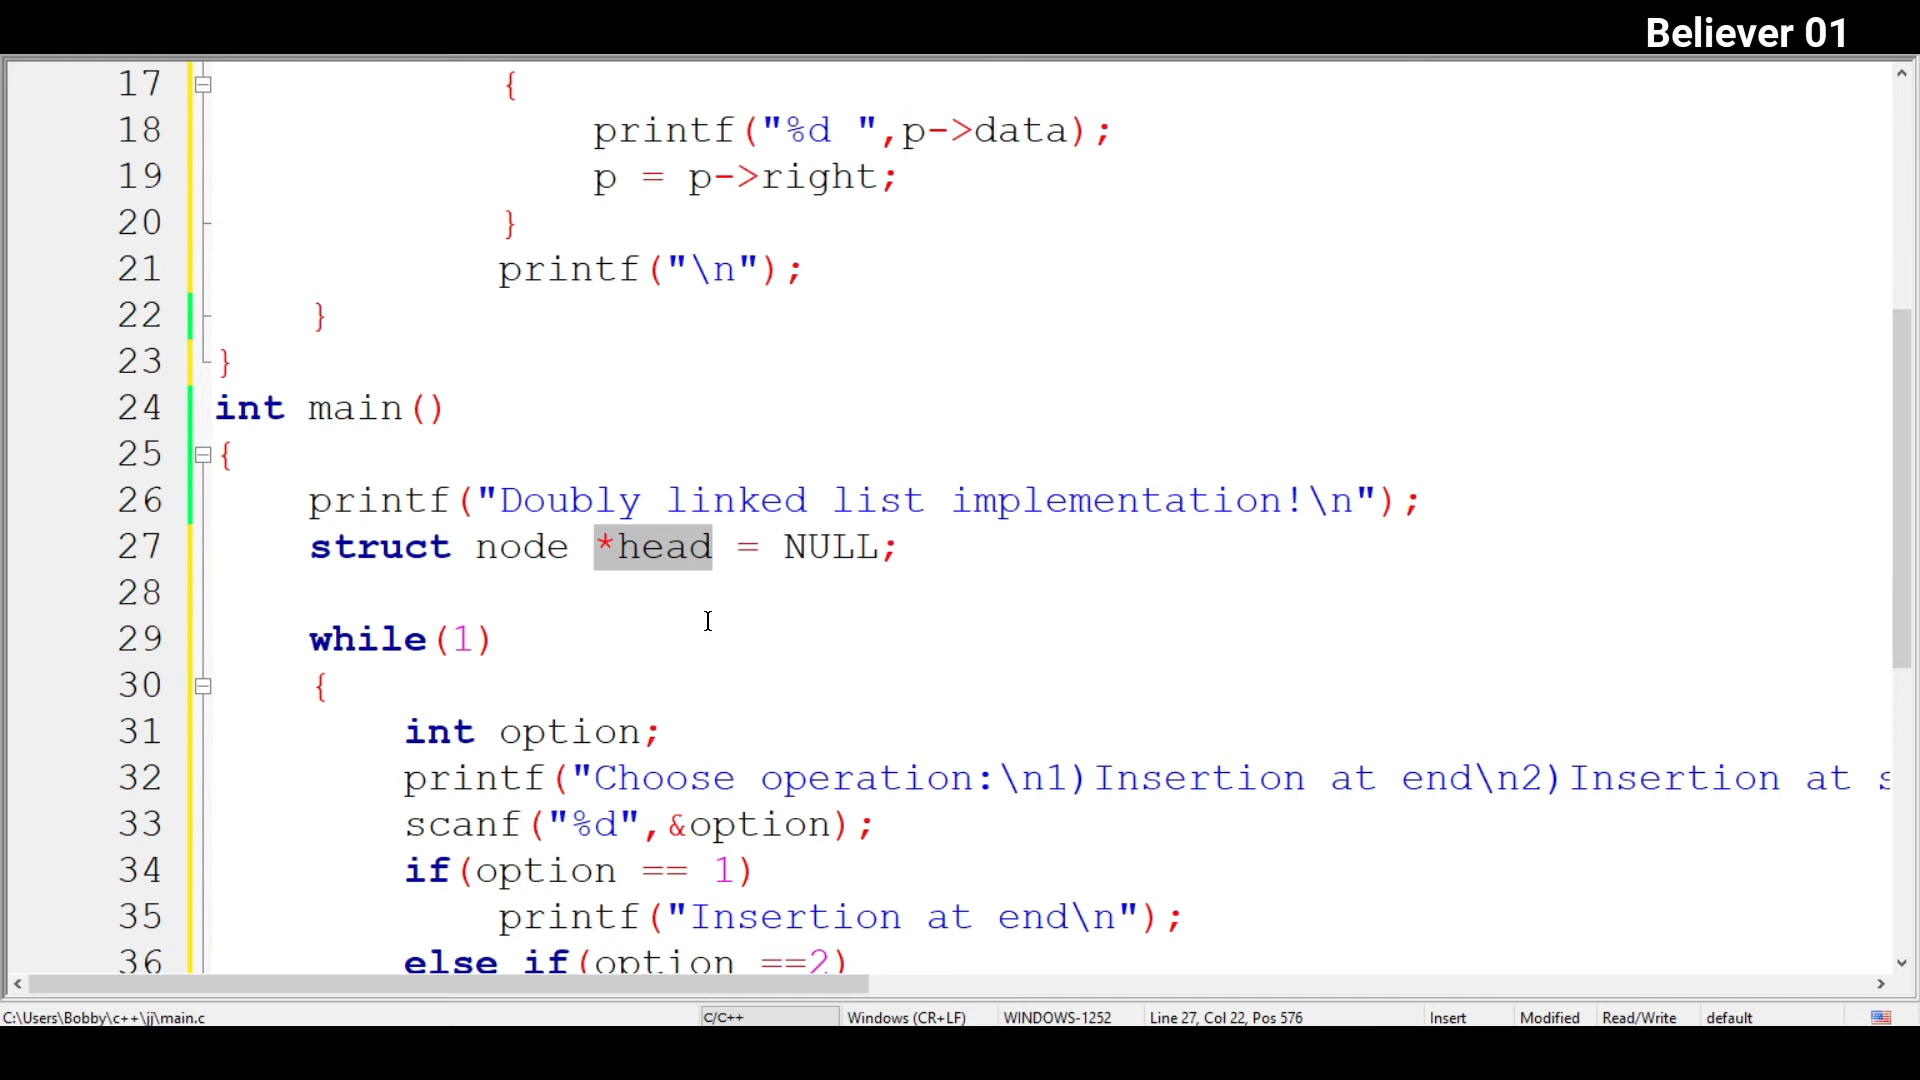 Believer 01
17 {
18 printf("%d ",p->data);
19 p = p->right;
20 }
21 printf("\n");
22 }
23 }
24 int main()
25 {
26 printf("Doubly linked list implementation!\n");
27 struct node *head = NULL;
28
29 while(1)
30 {
31 int option;
32 printf("Choose operation:\n1)Insertion at end\n2)Insertion at s
33 scanf("%d",&option);
34 if(option == 1)
35 printf("Insertion at end\n");
36 else if(option ==2)
C:\Users\Bobby\c++\jj\main.c C/C++ Windows (CR+LF) WINDOWS-1252 Line 27, Col 22, Pos 576 Insert Modified Read/Write default